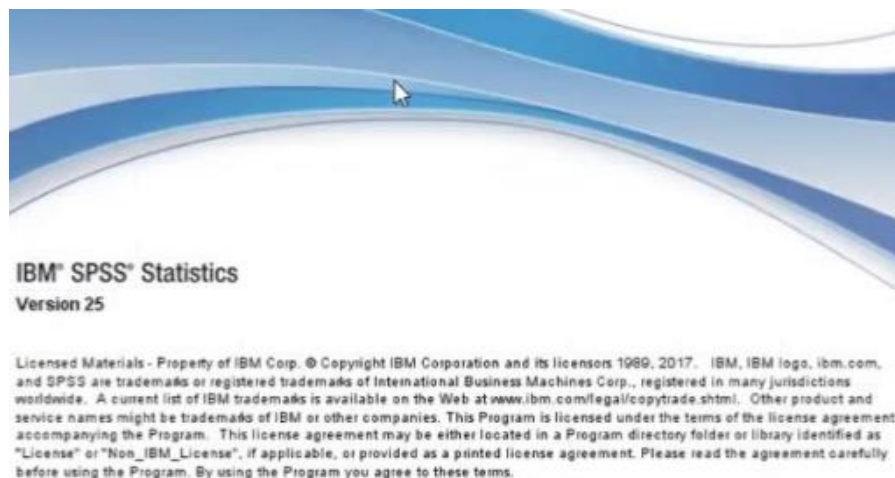 IBM® SPSS® Statistics
Version 25
Licensed Materials - Property of IBM Corp. © Copyright IBM Corporation and its licensors 1989, 2017. IBM, IBM logo, ibm.com,
and SPSS are trademarks or registered trademarks of International Business Machines Corp., registered in many jurisdictions
worldwide. A current list of IBM trademarks is available on the Web at www.ibm.com/legal/copytrade.shtml. Other product and
service names might be trademarks of IBM or other companies. This Program is licensed under the terms of the license agreement
accompanying the Program. This license agreement may be either located in a Program directory folder or library identified as
"License" or "Non_IBM_License", if applicable, or provided as a printed license agreement. Please read the agreement carefully
before using the Program. By using the Program you agree to these terms.